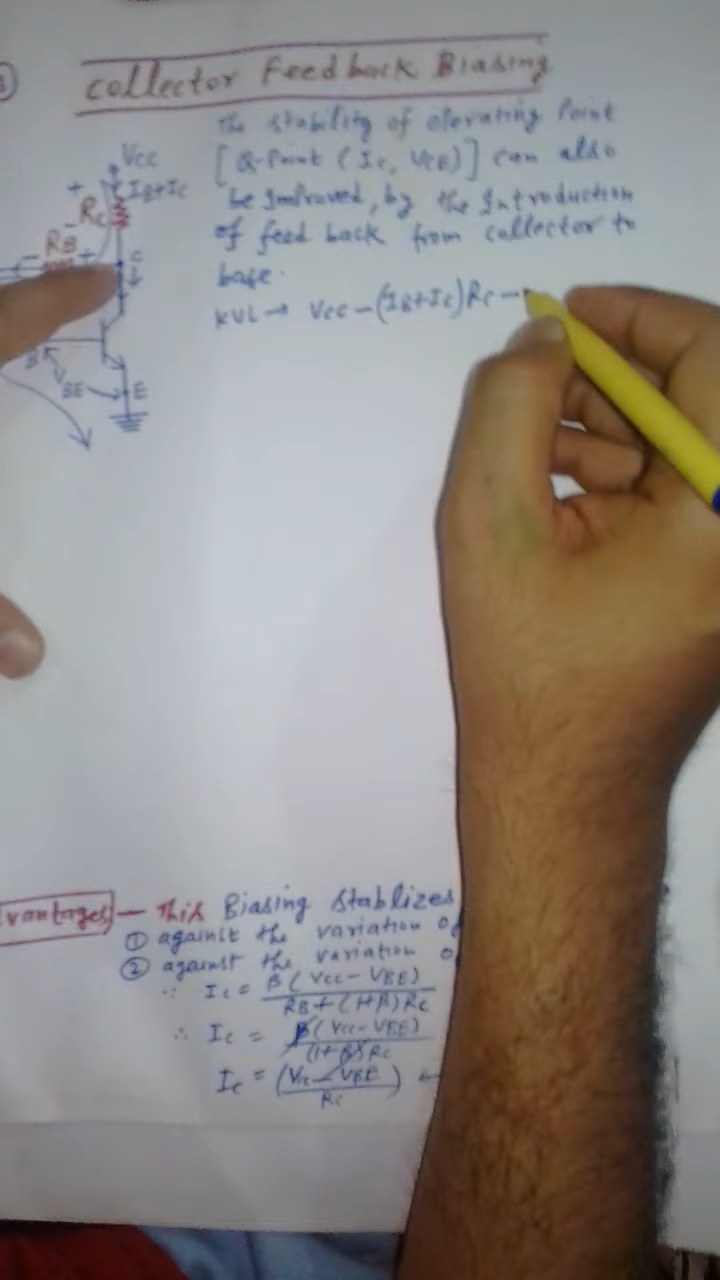 Collector Feedback Biasing
The stability of operating Point
[Q-Point (Ic, VCE)] can also
be Improved, by the Introduction
of feed back from collector to
base.
KVL → Vcc - (IB+Ic)Rc -
Vcc
+
IB+Ic
- Rc
RB
- +
C
B
BE
E
vantages - This Biasing Stablizes
① against the variation of
② against the variation o
∵ Ic = β(Vcc - VBE)
RB + (1+β)Rc
∴ Ic = β(Vcc - VBE)
(1+β)Rc
Ic = (Vcc - VBE) ←
Rc